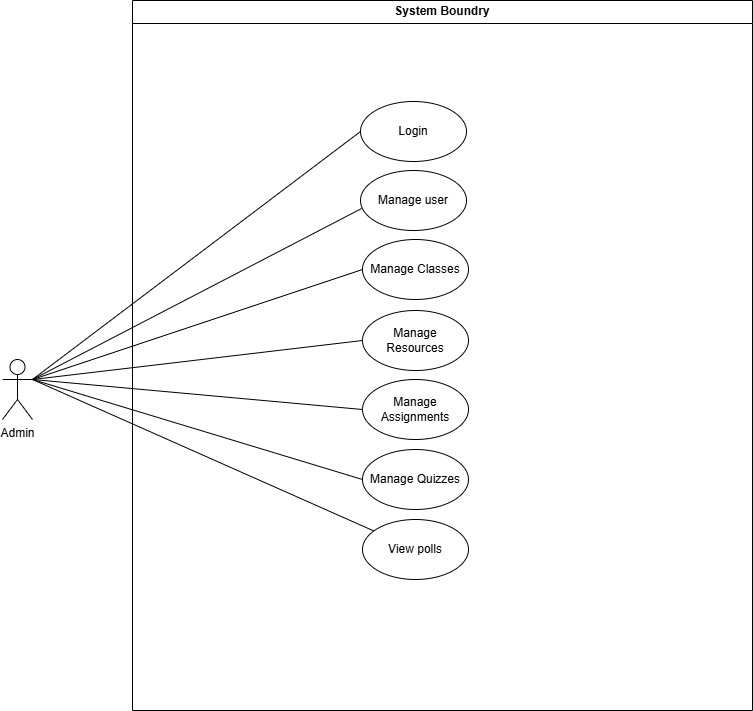 System Boundry
Login
Manage user
Manage Classes
Manage
Resources
Admin
Manage
Assignments
Manage Quizzes
View polls